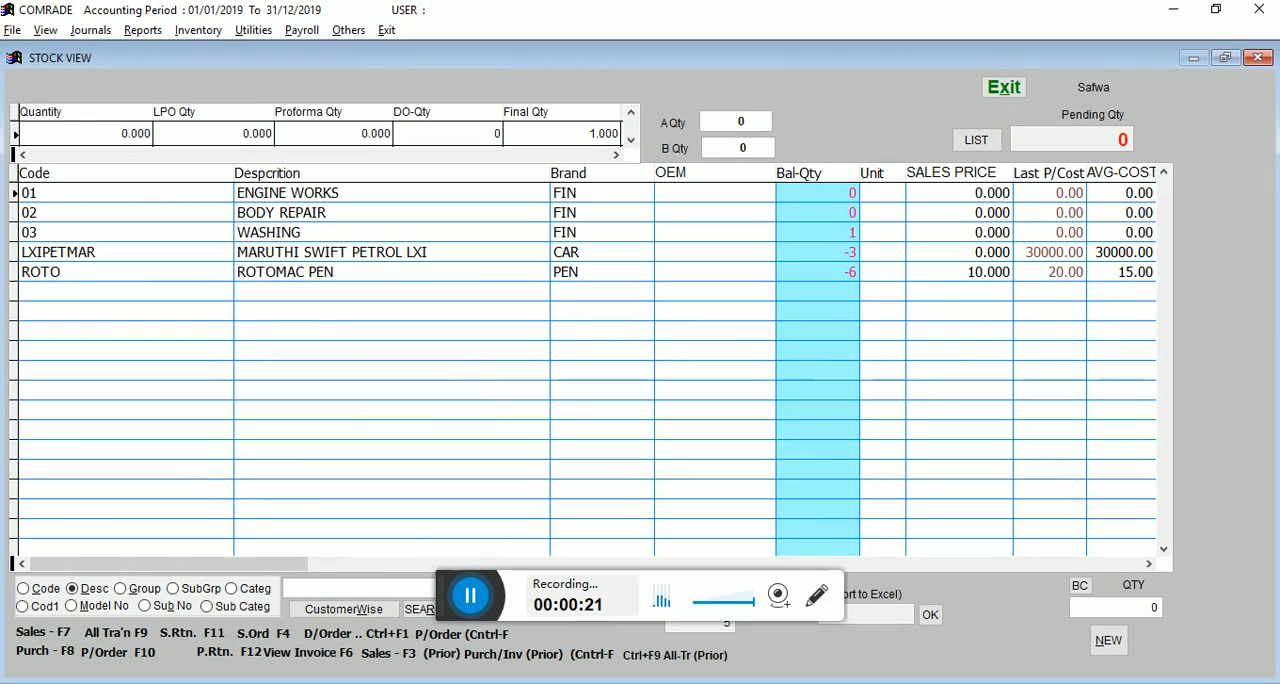 COMRADE Accounting Period : 01/01/2019 To 31/12/2019 USER :
File View Journals Reports Inventory Utilities Payroll Others Exit
STOCK VIEW
Exit Safwa
Quantity LPO Qty Proforma Qty DO-Qty Final Qty
0.000 0.000 0.000 0 1.000
A Qty 0
B Qty 0
Pending Qty
LIST 0
Code Despcrition Brand OEM Bal-Qty Unit SALES PRICE Last P/Cost AVG-COST
01 ENGINE WORKS FIN 0 0.000 0.00 0.00
02 BODY REPAIR FIN 0 0.000 0.00 0.00
03 WASHING FIN 1 0.000 0.00 0.00
LXIPETMAR MARUTHI SWIFT PETROL LXI CAR -3 0.000 30000.00 30000.00
ROTO ROTOMAC PEN PEN -6 10.000 20.00 15.00
Code Desc Group SubGrp Categ
Cod1 Model No Sub No Sub Categ
CustomerWise SEAR
Recording...
00:00:21
ort to Excel)
OK
5
BC QTY
0
NEW
Sales - F7 All Tra'n F9 S.Rtn. F11 S.Ord F4 D/Order .. Ctrl+F1 P/Order (Cntrl-F
Purch - F8 P/Order F10 P.Rtn. F12 View Invoice F6 Sales - F3 (Prior) Purch/Inv (Prior) (Cntrl-F Ctrl+F9 All-Tr (Prior)